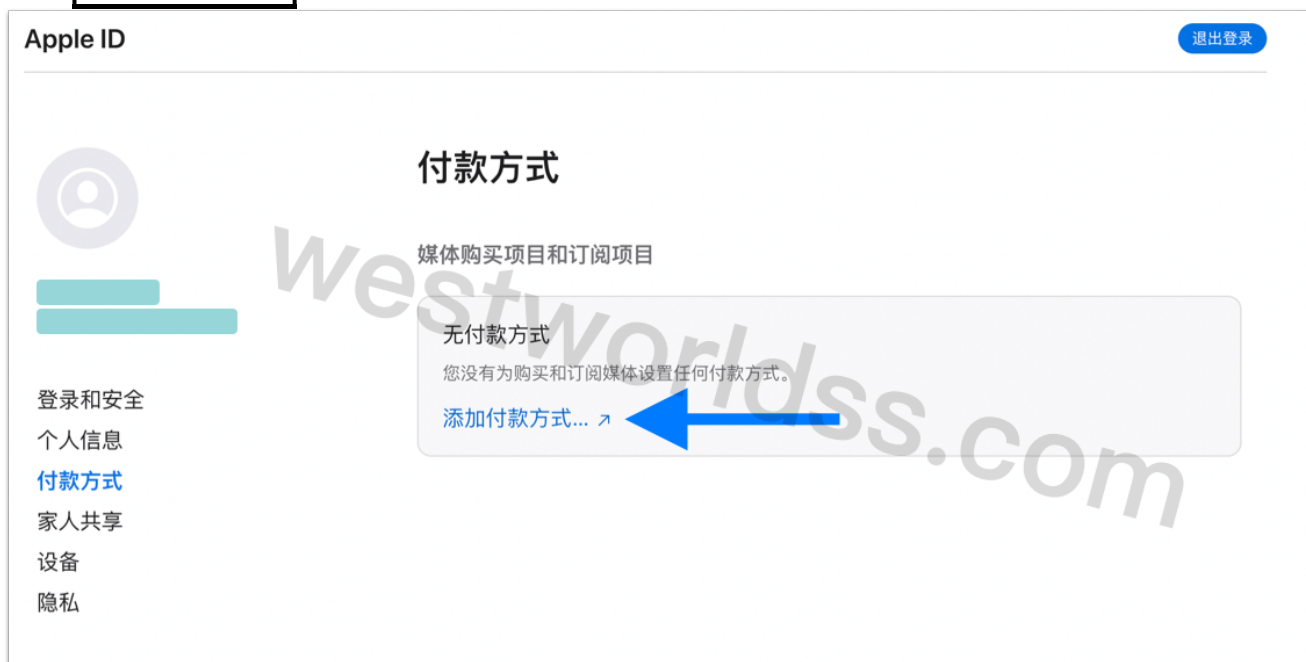 Apple ID
退出登录
付款方式
媒体购买项目和订阅项目
无付款方式
您没有为购买和订阅媒体设置任何付款方式。
添加付款方式... ↗
登录和安全
个人信息
付款方式
家人共享
设备
隐私
westworldss.com